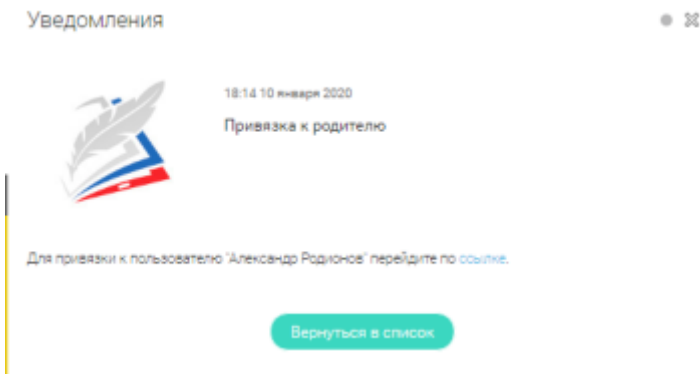 Уведомления
18:14 10 января 2020
Привязка к родителю
Для привязки к пользователю "Александр Родионов" перейдите по ссылке.
Вернуться в список